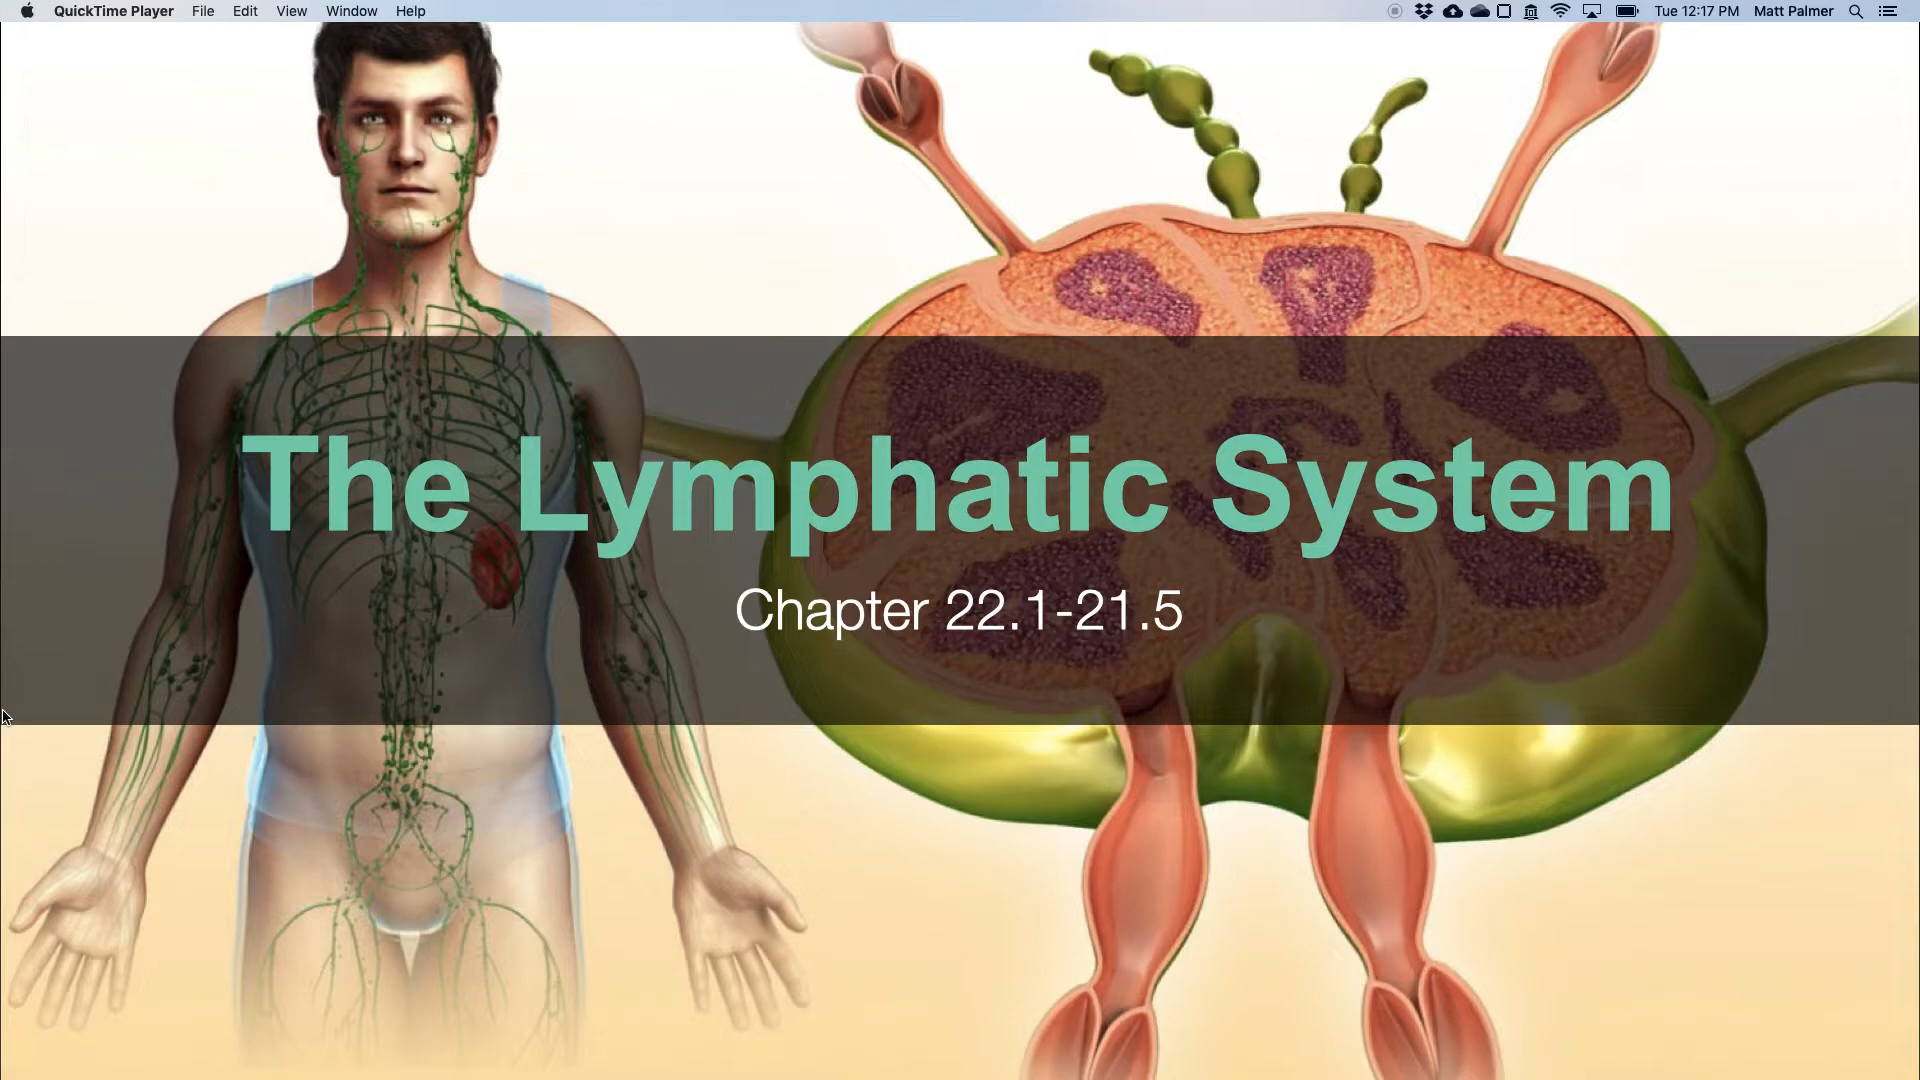 QuickTime Player File Edit View Window Help Tue 12:17 PM Matt Palmer
The Lymphatic System
Chapter 22.1-21.5